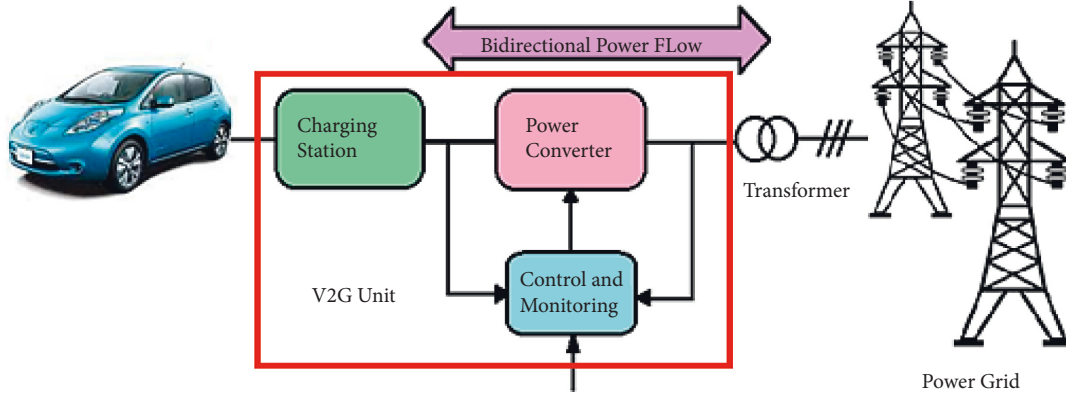 Bidirectional Power FLow
Charging
Station
Power
Converter
Transformer
Control and
Monitoring
V2G Unit
Power Grid